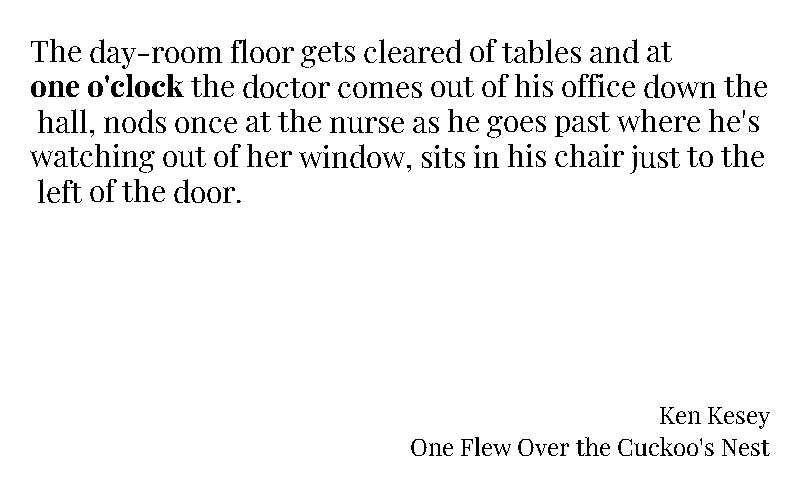 The day-room floor gets cleared of tables and at
one o'clock the doctor comes out of his office down the
hall, nods once at the nurse as he goes past where he's
watching out of her window, sits in his chair just to the
left of the door.
Ken Kesey
One Flew Over the Cuckoo's Nest